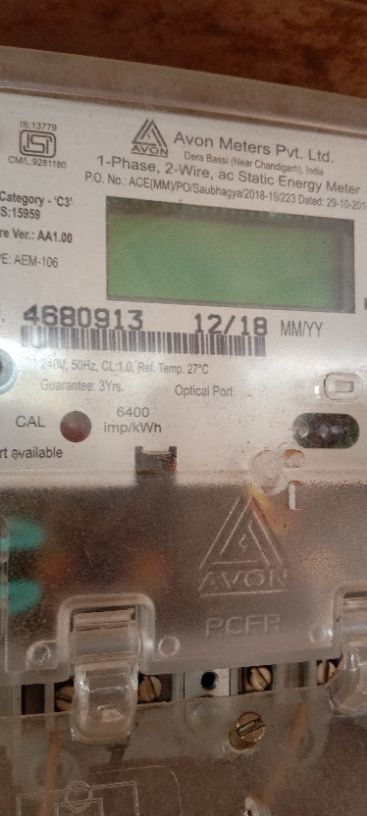 IS:13779
ISI
CM/L:9281180
AVON
Avon Meters Pvt. Ltd.
Dera Bassi (Near Chandigarh), India
1-Phase, 2-Wire, ac Static Energy Meter
P.O. No.: ACE(MM)/PO/Saubhagya/2018-19/223 Dated: 29-10-201
Category - 'C3'
S:15959
re Ver.: AA1.00
PE: AEM-106
4680913 12/18 MM/YY
240V, 50Hz, CL:1.0, Ref. Temp. 27°C
Guarantee: 3Yrs.
Optical Port
CAL
6400
imp/kWh
rt available
AVON
PCFR